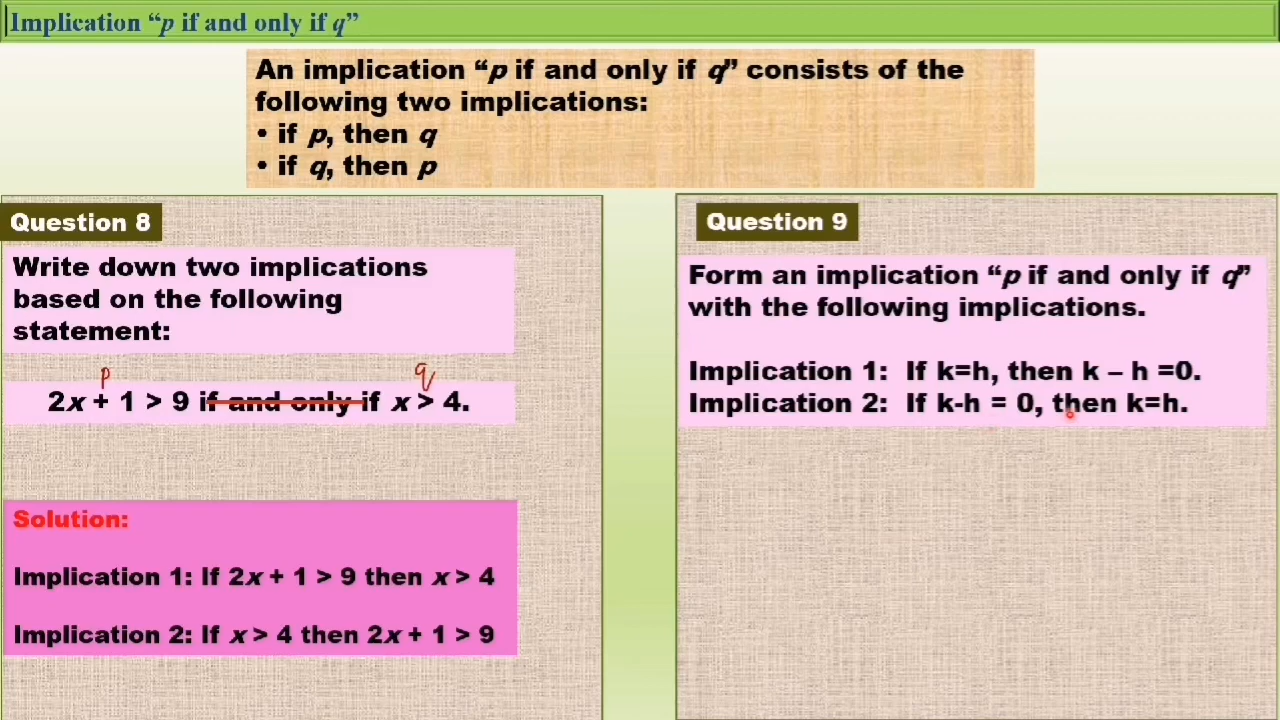 Implication “p if and only if q”
An implication “p if and only if q” consists of the
following two implications:
• if p, then q
• if q, then p
Question 8
Write down two implications
based on the following
statement:
p q
2x + 1 > 9 if and only if x > 4.
Solution:
Implication 1: If 2x + 1 > 9 then x > 4
Implication 2: If x > 4 then 2x + 1 > 9
Question 9
Form an implication “p if and only if q”
with the following implications.
Implication 1: If k=h, then k – h =0.
Implication 2: If k-h = 0, then k=h.